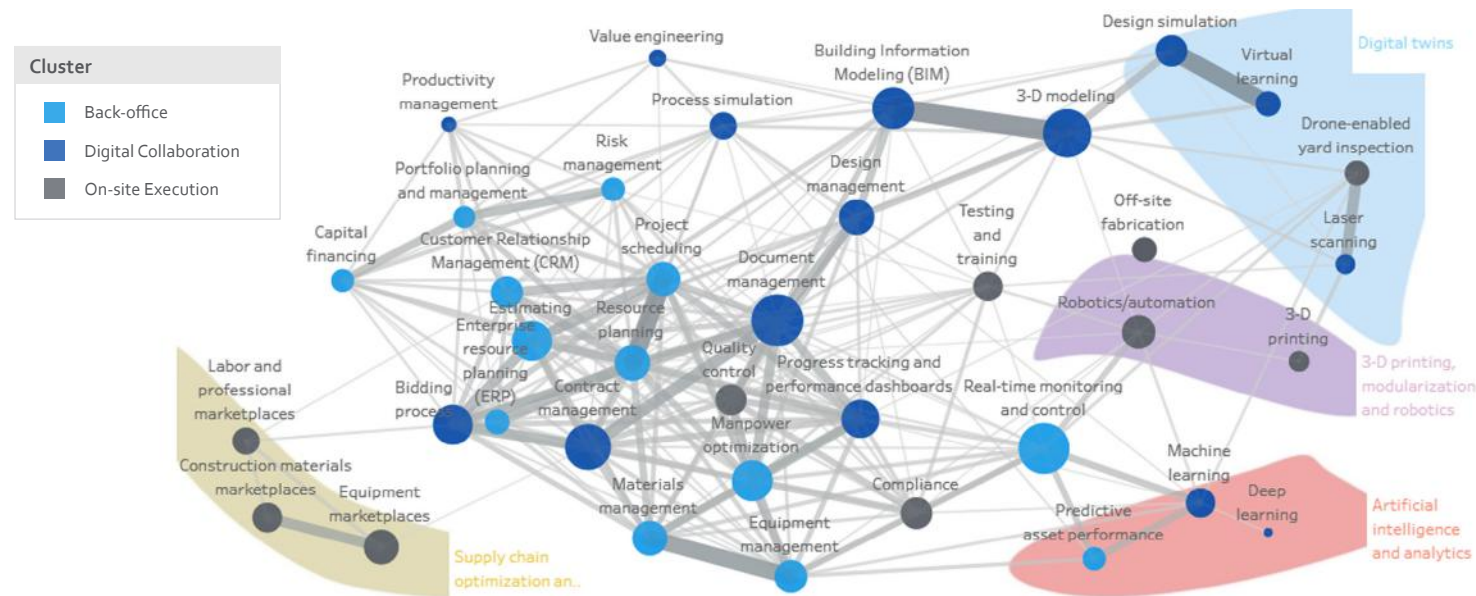 Cluster
Back-office
Digital Collaboration
On-site Execution
Value engineering
Productivity
management
Process simulation
Building Information
Modeling (BIM)
3-D modeling
Design simulation
Virtual
learning
Digital twins
Drone-enabled
yard inspection
Laser
scanning
Risk
management
Portfolio planning
and management
Capital
financing
Customer Relationship
Management (CRM)
Project
scheduling
Design
management
Document
management
Testing
and
training
Off-site
fabrication
Robotics/automation
3-D
printing
3-D printing,
modularization
and robotics
Estimating
Enterprise
resource
planning
(ERP)
Resource
planning
Quality
control
Progress tracking and
performance dashboards
Real-time monitoring
and control
Labor and
professional
marketplaces
Bidding
process
Contract
management
Manpower
optimization
Construction materials
marketplaces
Equipment
marketplaces
Supply chain
optimization an..
Materials
management
Equipment
management
Compliance
Machine
learning
Deep
learning
Predictive
asset performance
Artificial
intelligence
and analytics